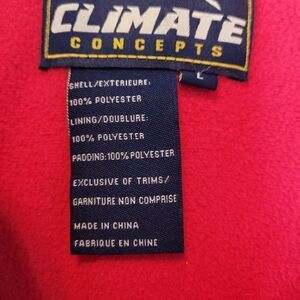 CLIMATE
CONCEPTS
L
SHELL/EXTERIEURE:
100% POLYESTER
LINING/DOUBLURE:
100% POLYESTER
PADDING:100%POLYESTER
EXCLUSIVE OF TRIMS/
GARNITURE NON COMPRISE
MADE IN CHINA
FABRIQUE EN CHINE